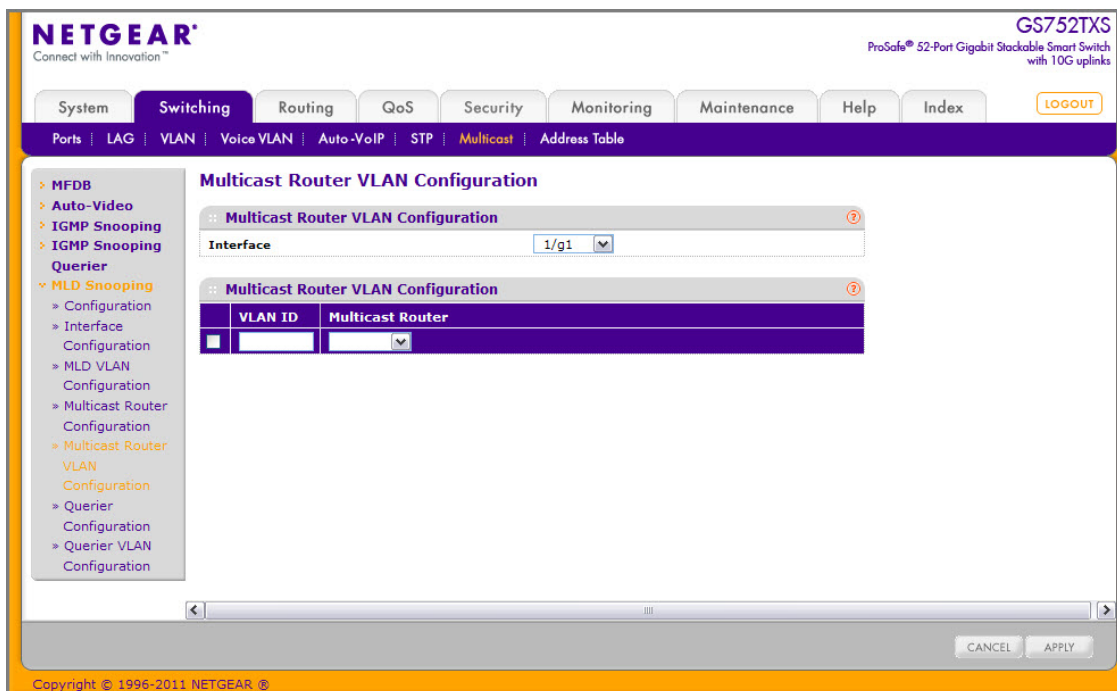 NETGEAR®
Connect with Innovation™
GS752TXS
ProSafe® 52-Port Gigabit Stackable Smart Switch
with 10G uplinks
System Switching Routing QoS Security Monitoring Maintenance Help Index LOGOUT
Ports | LAG | VLAN | Voice VLAN | Auto-VoIP | STP | Multicast | Address Table
MFDB
Auto-Video
IGMP Snooping
IGMP Snooping
Querier
MLD Snooping
» Configuration
» Interface
Configuration
» MLD VLAN
Configuration
» Multicast Router
Configuration
» Multicast Router
VLAN
Configuration
» Querier
Configuration
» Querier VLAN
Configuration
Multicast Router VLAN Configuration
Multicast Router VLAN Configuration ?
Interface 1/g1
Multicast Router VLAN Configuration ?
VLAN ID Multicast Router
CANCEL APPLY
Copyright © 1996-2011 NETGEAR ®